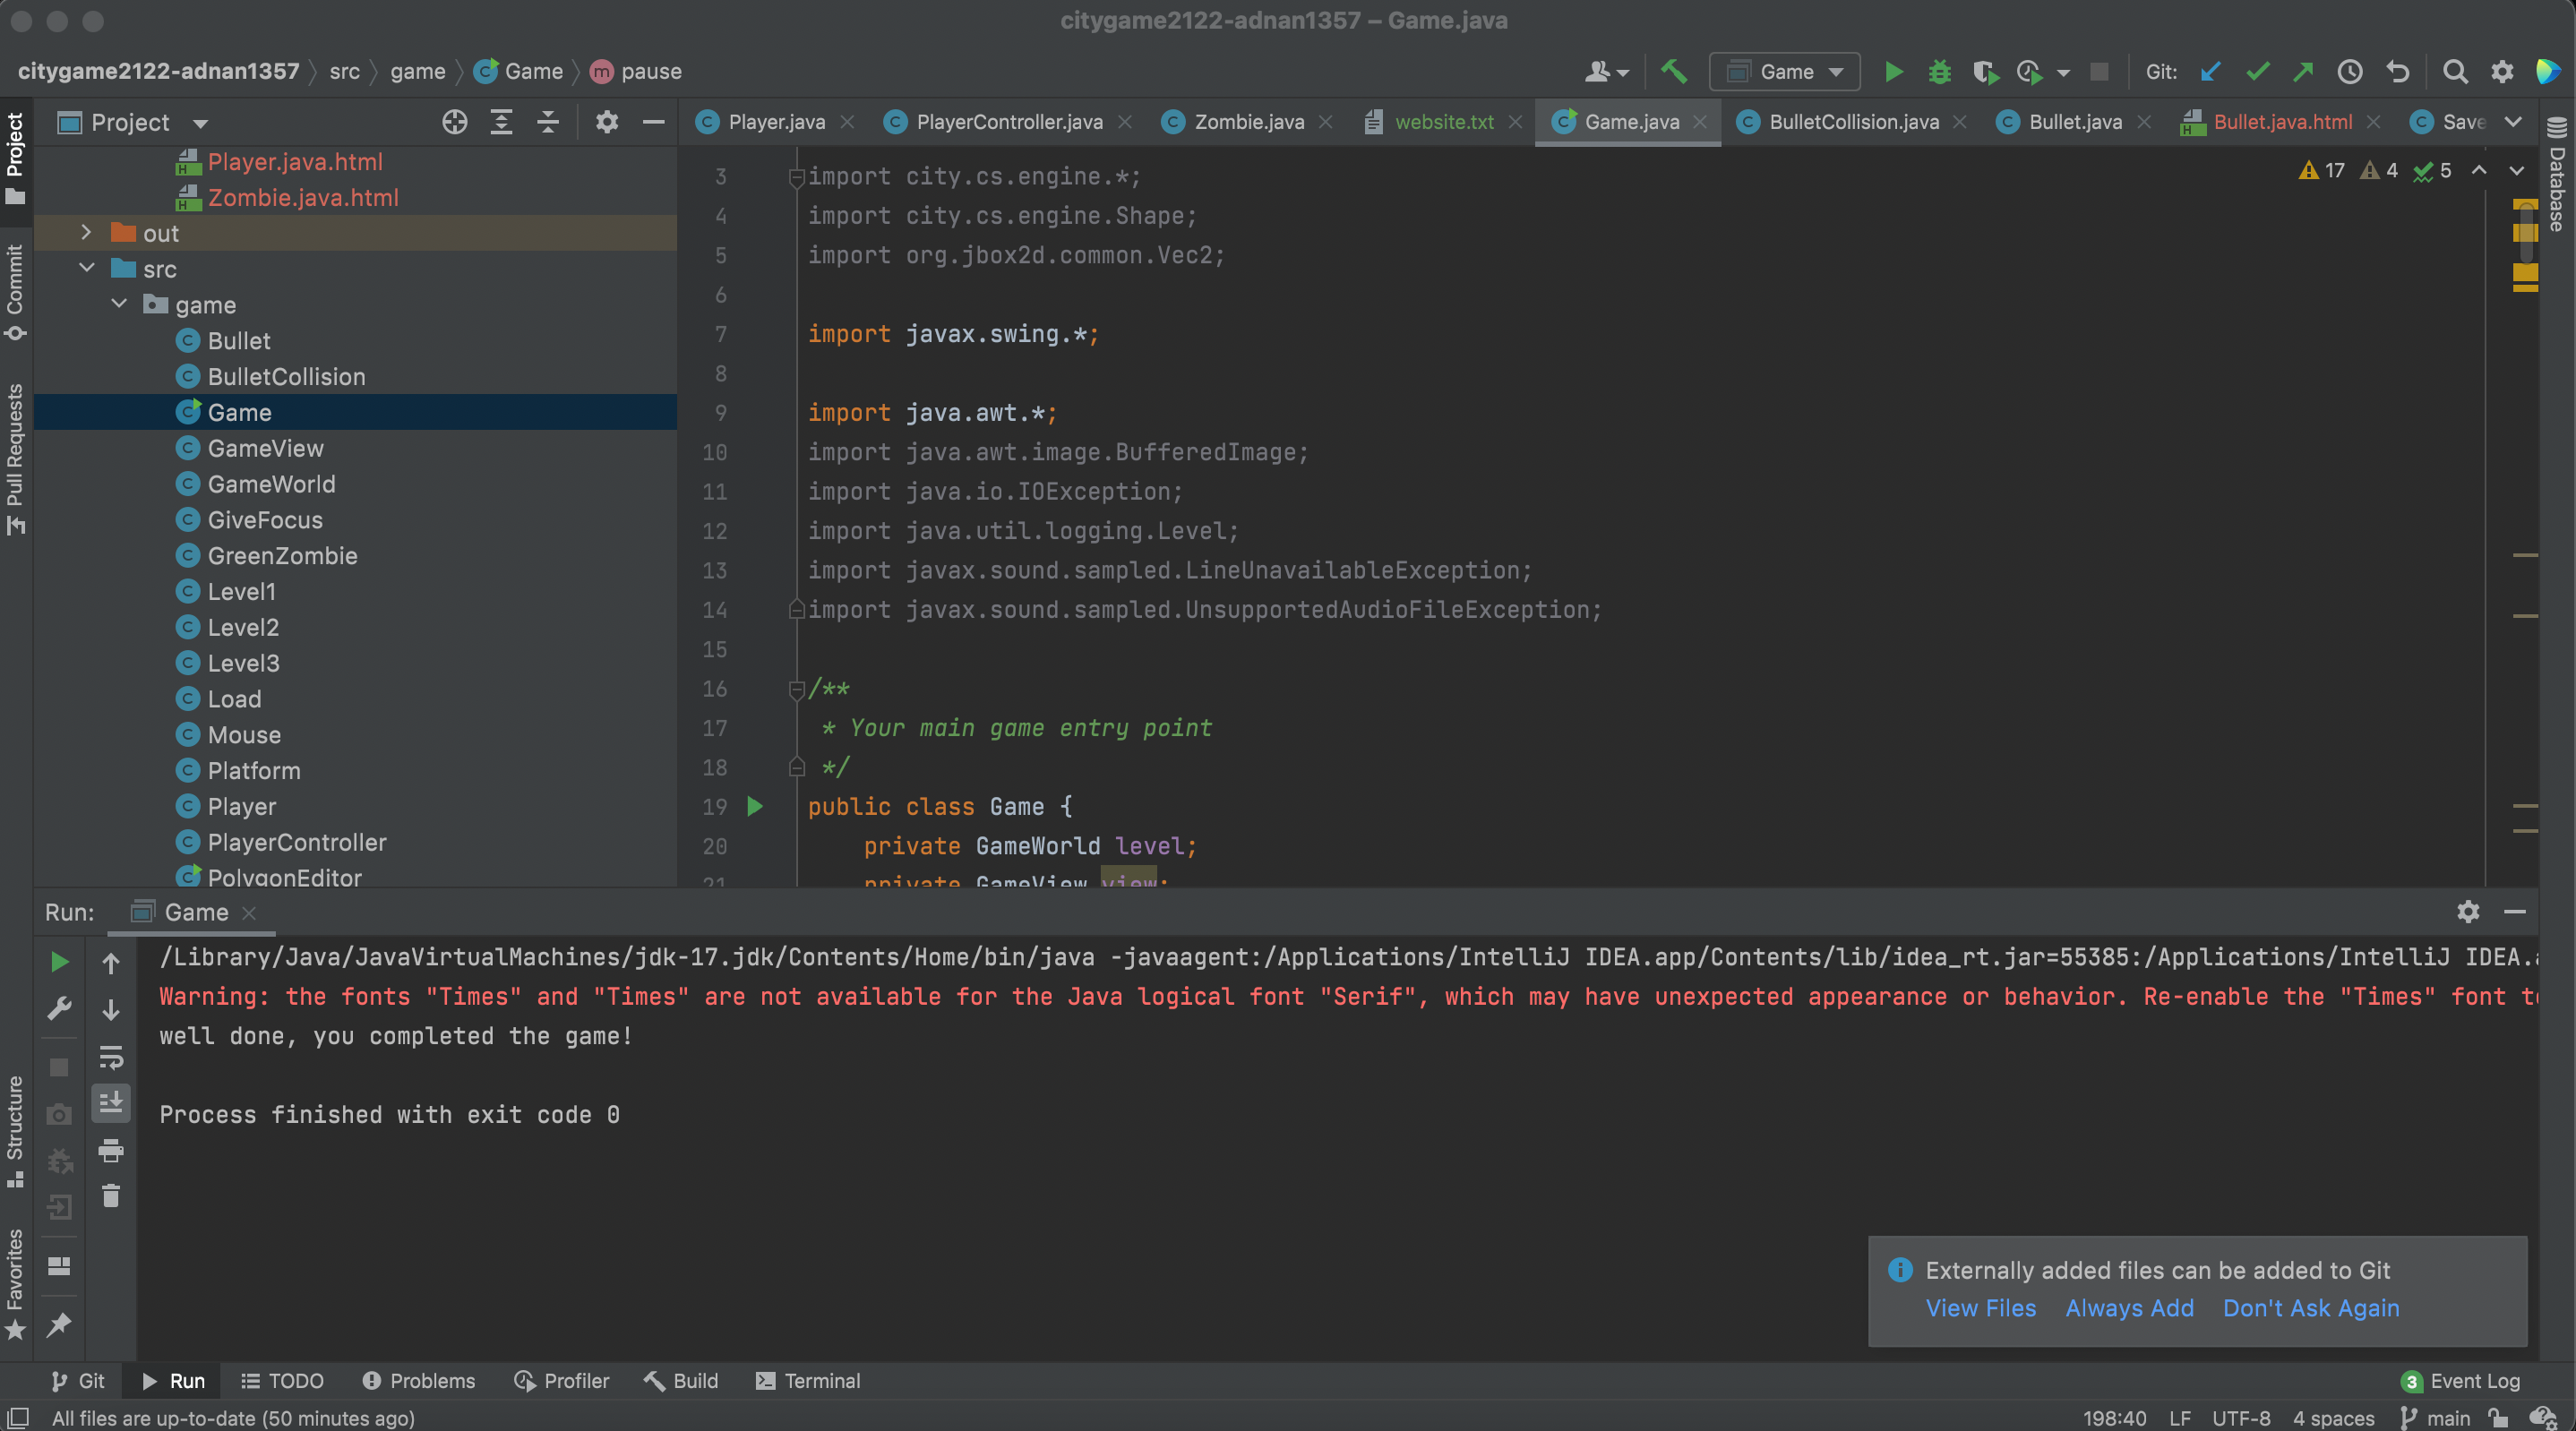 citygame2122-adnan1357 – Game.java
citygame2122-adnan1357 src game Game pause
Game
Git:
Project
Player.java
PlayerController.java
Zombie.java
website.txt
Game.java
BulletCollision.java
Bullet.java
Bullet.java.html
Save
Project
Commit
Pull Requests
Structure
Favorites
Database
Player.java.html
Zombie.java.html
out
src
game
Bullet
BulletCollision
Game
GameView
GameWorld
GiveFocus
GreenZombie
Level1
Level2
Level3
Load
Mouse
Platform
Player
PlayerController
PolygonEditor
17 4 5
3 import city.cs.engine.*;
4 import city.cs.engine.Shape;
5 import org.jbox2d.common.Vec2;
6
7 import javax.swing.*;
8
9 import java.awt.*;
10 import java.awt.image.BufferedImage;
11 import java.io.IOException;
12 import java.util.logging.Level;
13 import javax.sound.sampled.LineUnavailableException;
14 import javax.sound.sampled.UnsupportedAudioFileException;
15
16 /**
17 * Your main game entry point
18 */
19 public class Game {
20 private GameWorld level;
21 private GameView view;
Run: Game
/Library/Java/JavaVirtualMachines/jdk-17.jdk/Contents/Home/bin/java -javaagent:/Applications/IntelliJ IDEA.app/Contents/lib/idea_rt.jar=55385:/Applications/IntelliJ IDEA.
Warning: the fonts "Times" and "Times" are not available for the Java logical font "Serif", which may have unexpected appearance or behavior. Re-enable the "Times" font
well done, you completed the game!
Process finished with exit code 0
Externally added files can be added to Git
View Files Always Add Don't Ask Again
Git Run TODO Problems Profiler Build Terminal
3 Event Log
All files are up-to-date (50 minutes ago)
198:40 LF UTF-8 4 spaces main